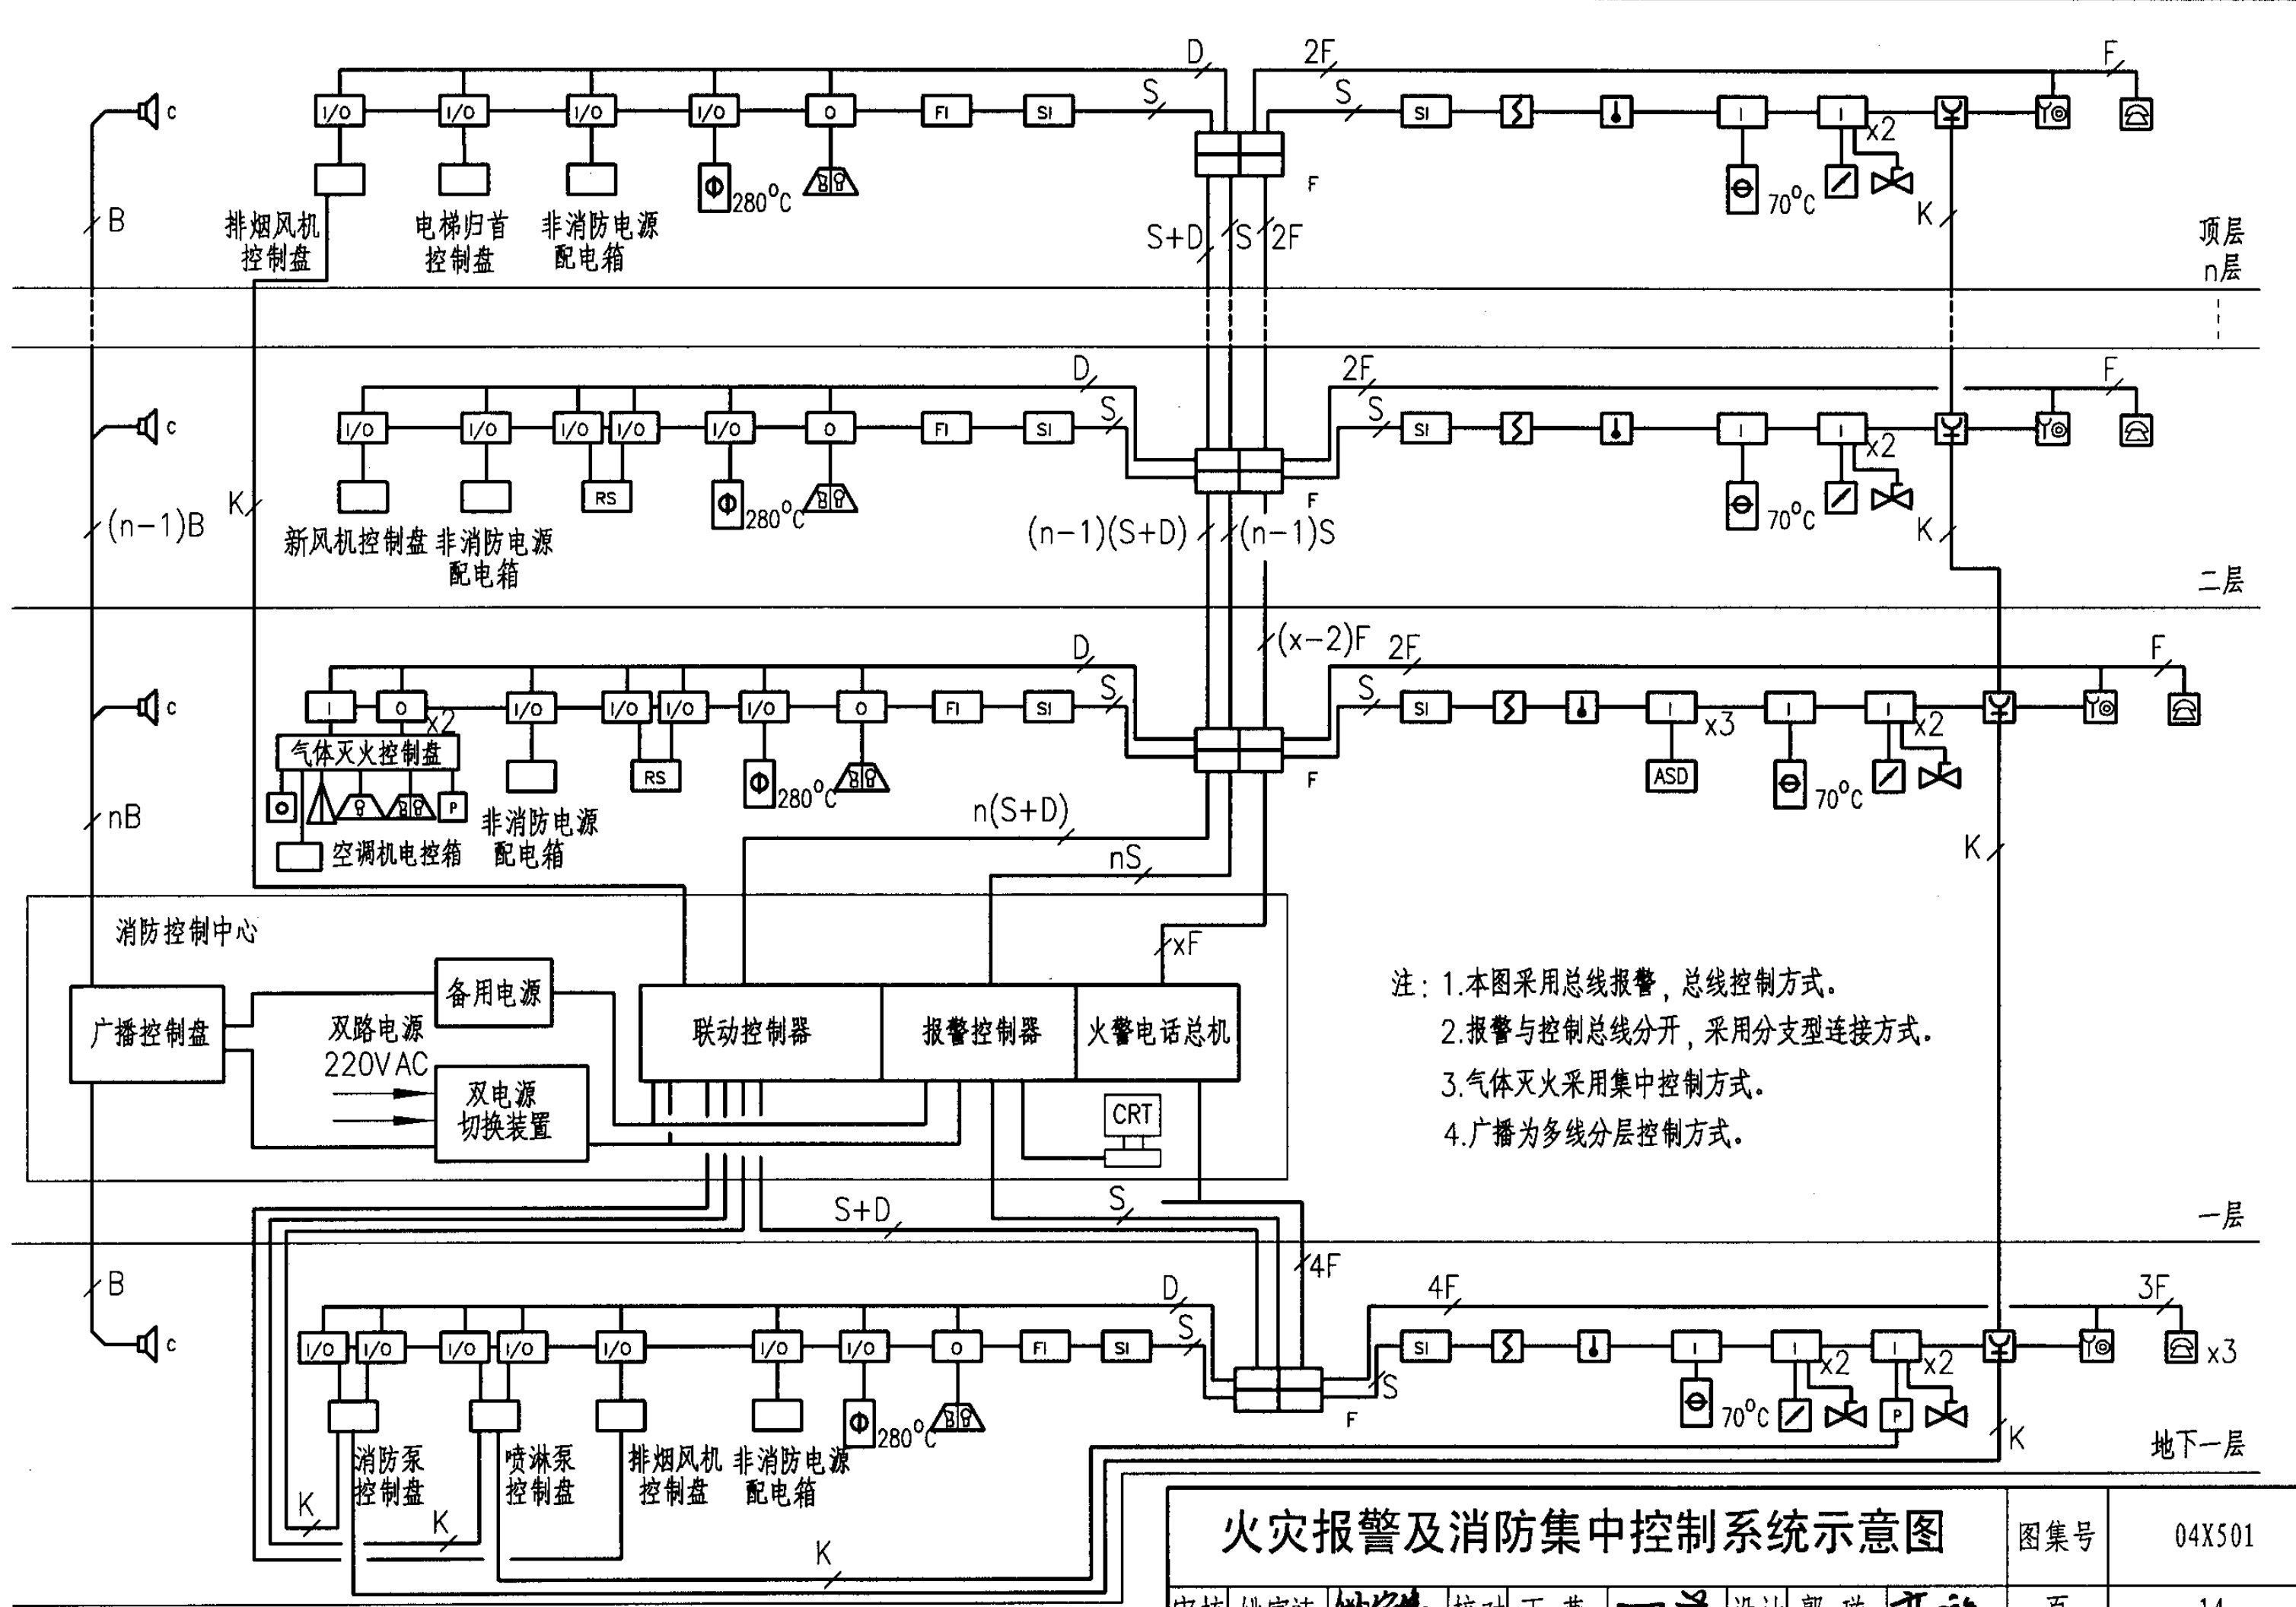 D 2F F
c I/O I/O I/O I/O O FI SI S S SI I I x2
280°C F 70°C
B 排烟风机 电梯归首 非消防电源 K
控制盘 控制盘 配电箱 S+D S 2F 顶层
n层
D 2F F
c I/O I/O I/O I/O I/O O FI SI S S SI I I x2
RS 280°C F 70°C
(n-1)B K 新风机控制盘 非消防电源 (n-1)(S+D) (n-1)S K
配电箱 二层
(x-2)F
D 2F F
c I O x2 I/O I/O I/O I/O O FI SI S S SI I x3 I I x2
气体灭火控制盘 RS 280°C F ASD 70°C
P
nB 非消防电源 n(S+D)
空调机电控箱 配电箱 nS K
消防控制中心
xF
备用电源
广播控制盘 双路电源 联动控制器 报警控制器 火警电话总机
220VAC
双电源 CRT
切换装置
注：1.本图采用总线报警，总线控制方式。
2.报警与控制总线分开，采用分支型连接方式。
3.气体灭火采用集中控制方式。
4.广播为多线分层控制方式。
S+D S 一层
B 4F
D 4F 3F
c I/O I/O I/O I/O I/O I/O I/O O FI SI S S SI I I x2 I x2 x3
280°C F 70°C P K
消防泵 喷淋泵 排烟风机 非消防电源 地下一层
控制盘 控制盘 控制盘 配电箱
K K K
火灾报警及消防集中控制系统示意图 图集号 04X501
审核 校对 设计 页 14